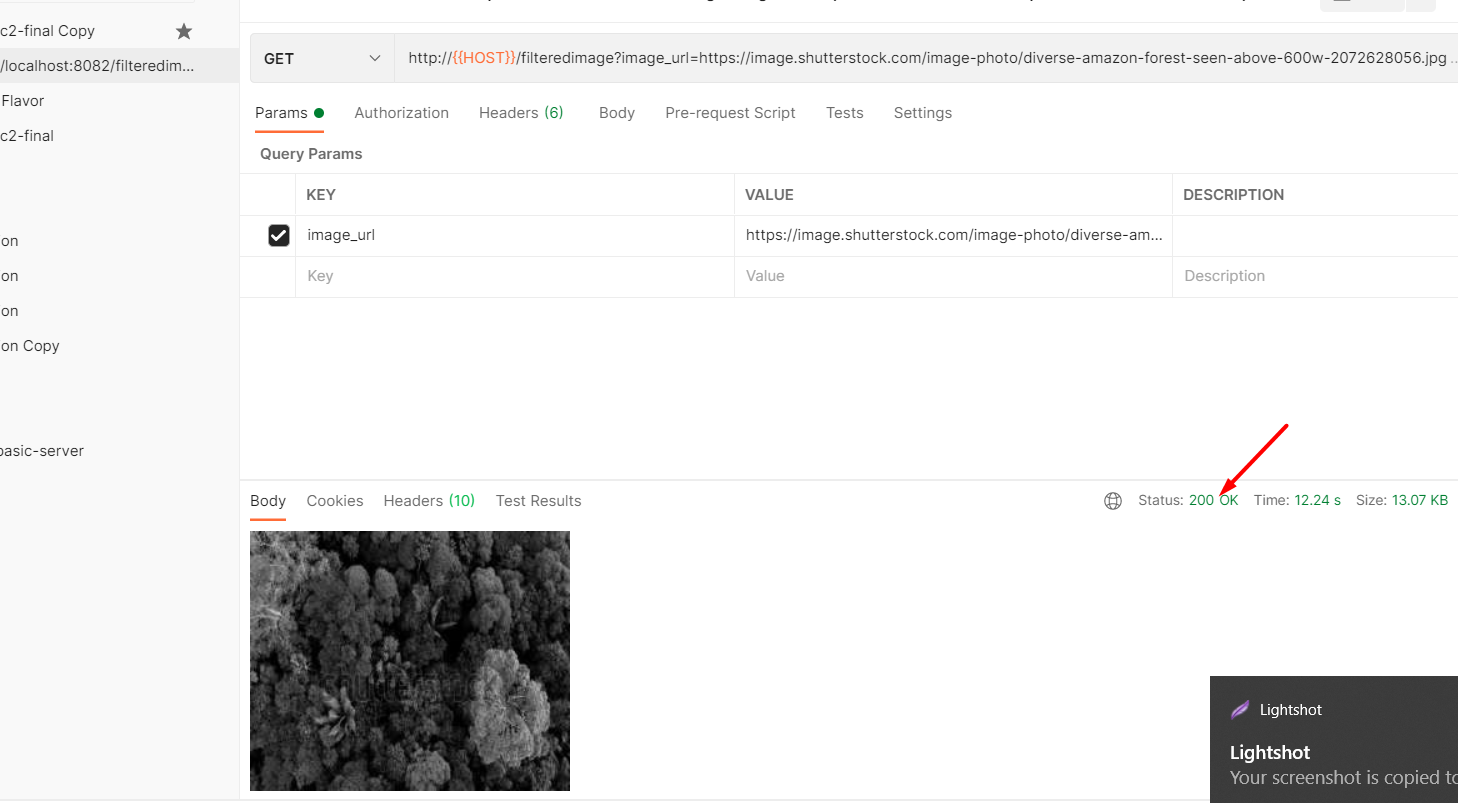 c2-final Copy
/localhost:8082/filteredim...
Flavor
c2-final
on
on
on
on Copy
basic-server
GET
http://{{HOST}}/filteredimage?image_url=https://image.shutterstock.com/image-photo/diverse-amazon-forest-seen-above-600w-2072628056.jpg ...
Params
Authorization
Headers (6)
Body
Pre-request Script
Tests
Settings
Query Params
KEY VALUE DESCRIPTION
image_url https://image.shutterstock.com/image-photo/diverse-am...
Key Value Description
Body
Cookies
Headers (10)
Test Results
Status: 200 OK Time: 12.24 s Size: 13.07 KB
shutterstock
Lightshot
Lightshot
Your screenshot is copied to